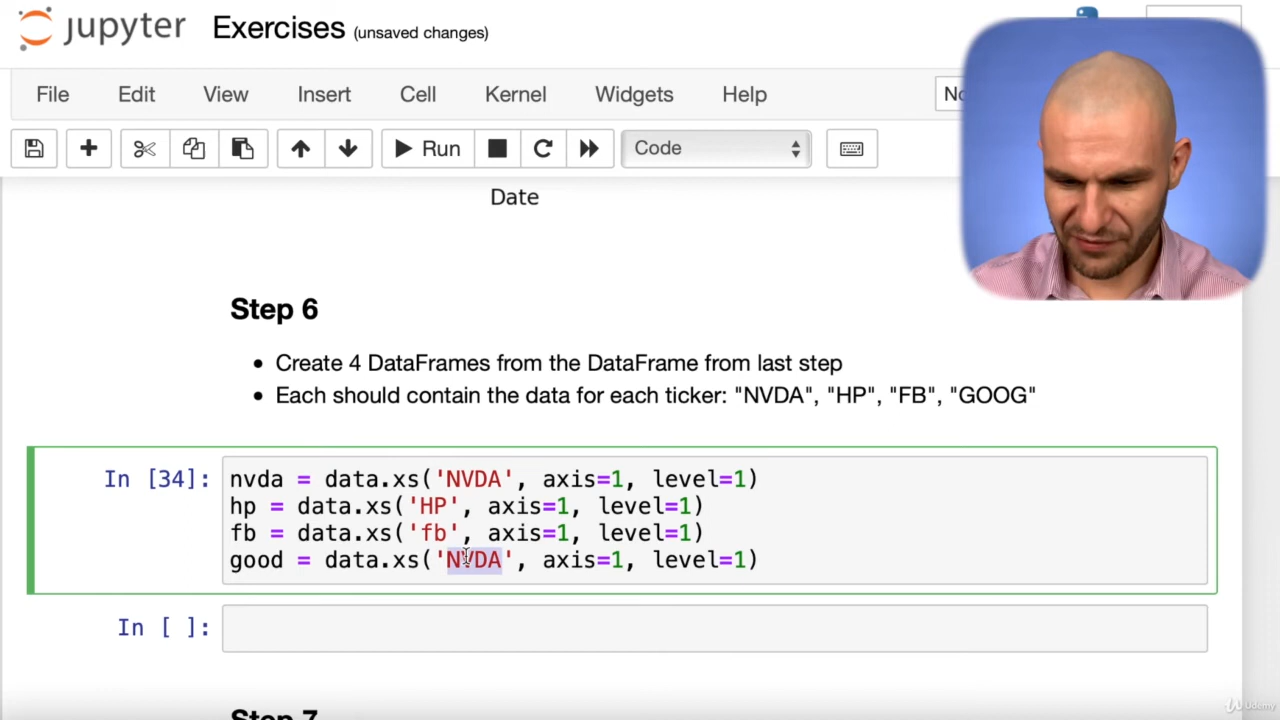 jupyter Exercises (unsaved changes)
File Edit View Insert Cell Kernel Widgets Help
Run Code
Date
Step 6
• Create 4 DataFrames from the DataFrame from last step
• Each should contain the data for each ticker: "NVDA", "HP", "FB", "GOOG"
In [34]: nvda = data.xs('NVDA', axis=1, level=1)
hp = data.xs('HP', axis=1, level=1)
fb = data.xs('fb', axis=1, level=1)
good = data.xs('NVDA', axis=1, level=1)
In [ ]:
Step 7
Udemy